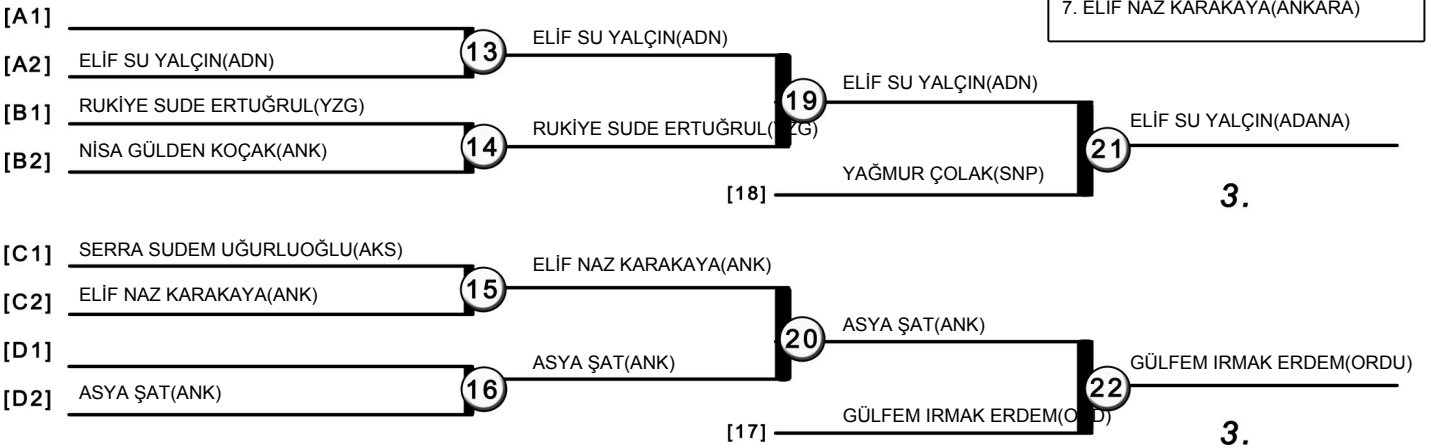 7. ELİF NAZ KARAKAYA(ANKARA)
[A1]
[A2] ELİF SU YALÇIN(ADN)
13 ELİF SU YALÇIN(ADN)
[B1] RUKİYE SUDE ERTUĞRUL(YZG)
[B2] NİSA GÜLDEN KOÇAK(ANK)
14 RUKİYE SUDE ERTUĞRUL(YZG)
19 ELİF SU YALÇIN(ADN)
[18] YAĞMUR ÇOLAK(SNP)
21 ELİF SU YALÇIN(ADANA)
3.
[C1] SERRA SUDEM UĞURLUOĞLU(AKS)
[C2] ELİF NAZ KARAKAYA(ANK)
15 ELİF NAZ KARAKAYA(ANK)
[D1]
[D2] ASYA ŞAT(ANK)
16 ASYA ŞAT(ANK)
20 ASYA ŞAT(ANK)
[17] GÜLFEM IRMAK ERDEM(ORD)
22 GÜLFEM IRMAK ERDEM(ORDU)
3.